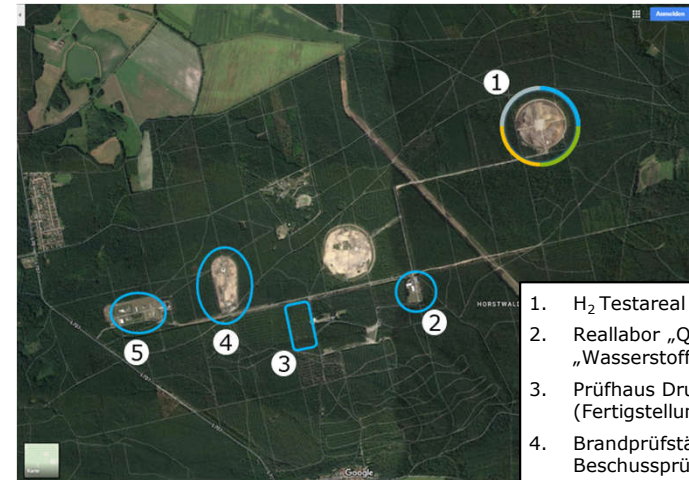 Anmelden
1
HORSTWAL
2
3
4
5
Karte
Google
1. H₂ Testareal
2. Reallabor „Q
„Wasserstoff
3. Prüfhaus Dru
(Fertigstellun
4. Brandprüfstä
Beschussprü